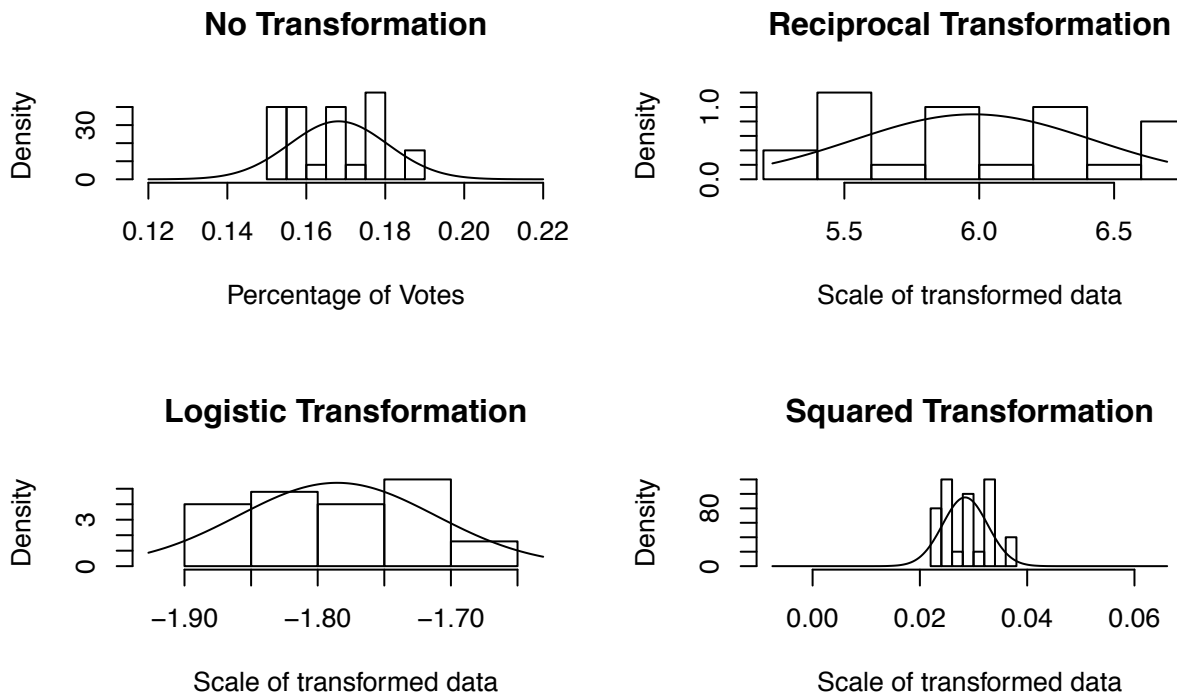 No Transformation
Density
0 30
0.12 0.14 0.16 0.18 0.20 0.22
Percentage of Votes
Reciprocal Transformation
Density
0.0 1.0
5.5 6.0 6.5
Scale of transformed data
Logistic Transformation
Density
0 3
−1.90 −1.80 −1.70
Scale of transformed data
Squared Transformation
Density
0 80
0.00 0.02 0.04 0.06
Scale of transformed data